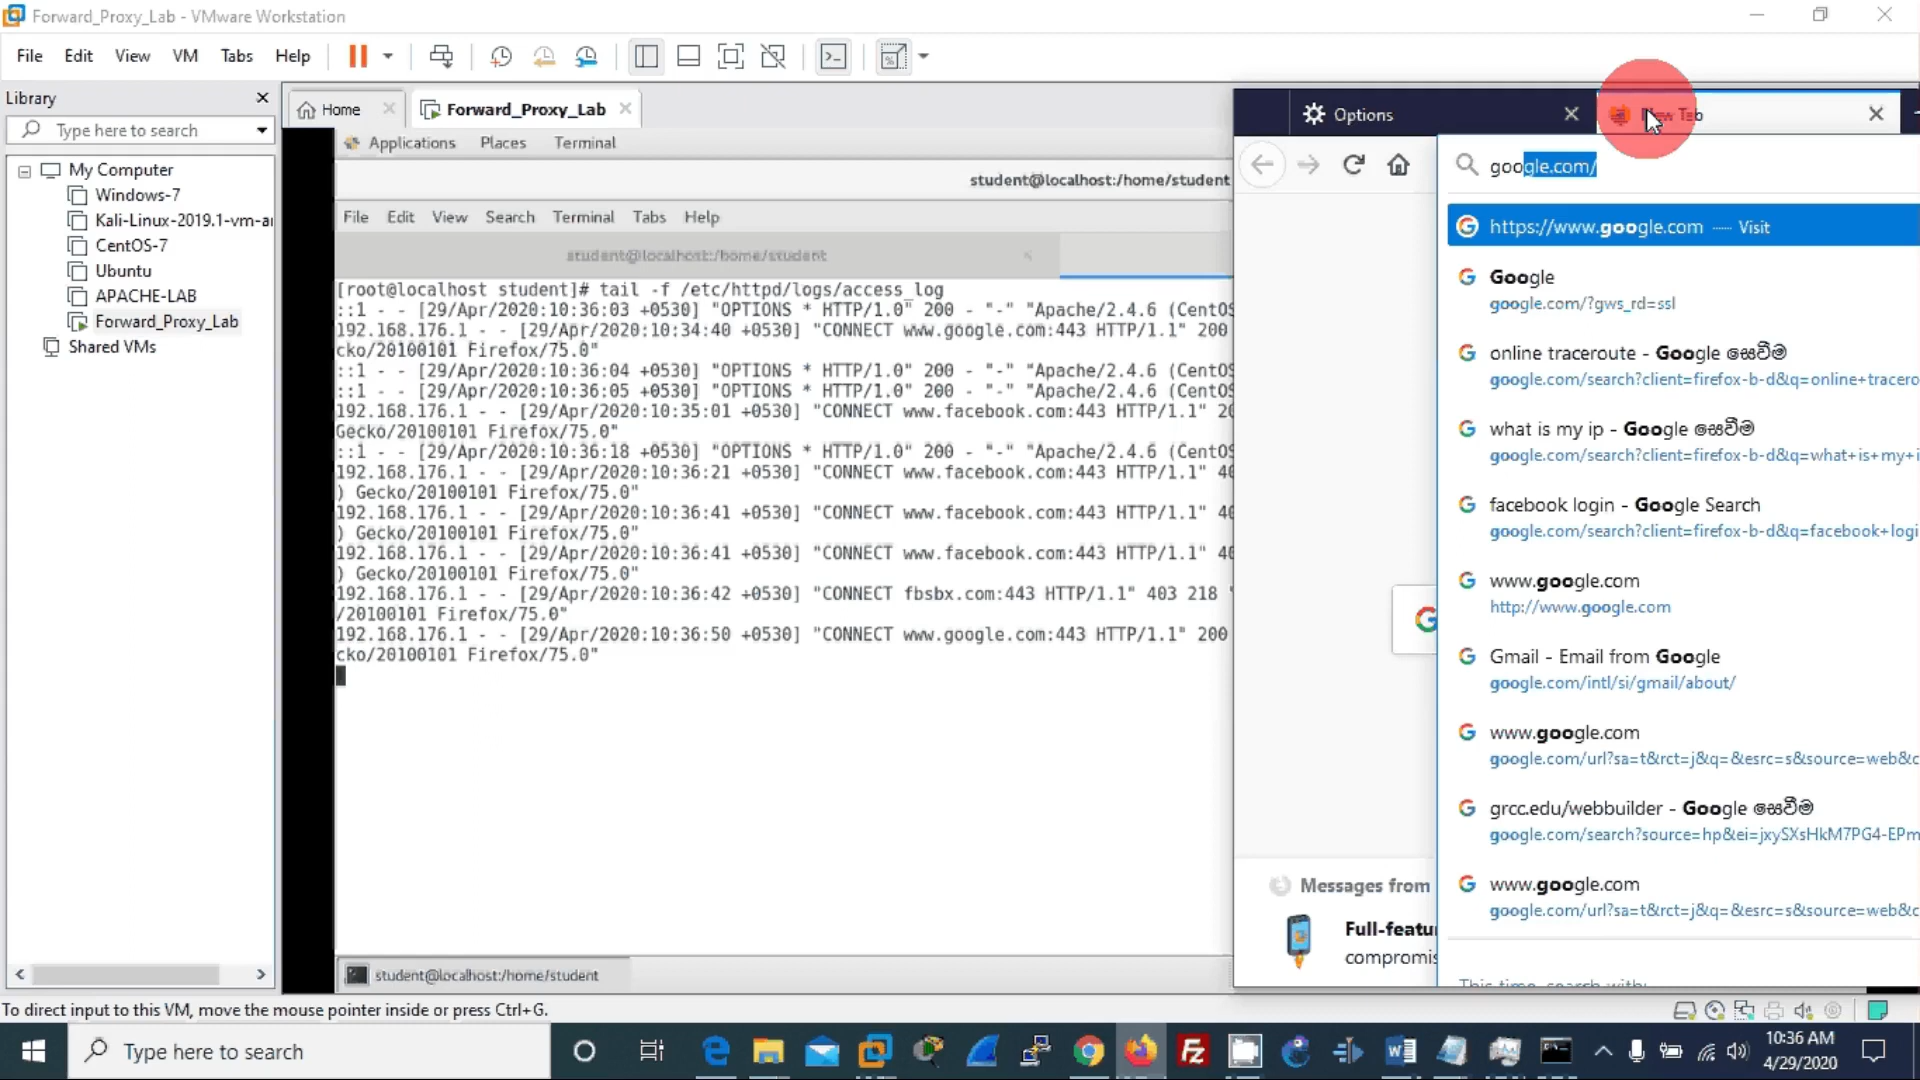 Forward_Proxy_Lab - VMware Workstation
File Edit View VM Tabs Help
Library
Type here to search
My Computer
Windows-7
Kali-Linux-2019.1-vm-ar
CentOS-7
Ubuntu
APACHE-LAB
Forward_Proxy_Lab
Shared VMs
Home
Forward_Proxy_Lab
Applications Places Terminal
student@localhost:/home/student
File Edit View Search Terminal Tabs Help
student@localhost:/home/student
[root@localhost student]# tail -f /etc/httpd/logs/access_log
::1 - - [29/Apr/2020:10:36:03 +0530] "OPTIONS * HTTP/1.0" 200 - "-" "Apache/2.4.6 (CentOS
192.168.176.1 - - [29/Apr/2020:10:34:40 +0530] "CONNECT www.google.com:443 HTTP/1.1" 200
cko/20100101 Firefox/75.0"
::1 - - [29/Apr/2020:10:36:04 +0530] "OPTIONS * HTTP/1.0" 200 - "-" "Apache/2.4.6 (CentOS
::1 - - [29/Apr/2020:10:36:05 +0530] "OPTIONS * HTTP/1.0" 200 - "-" "Apache/2.4.6 (CentOS
192.168.176.1 - - [29/Apr/2020:10:35:01 +0530] "CONNECT www.facebook.com:443 HTTP/1.1" 20
Gecko/20100101 Firefox/75.0"
::1 - - [29/Apr/2020:10:36:18 +0530] "OPTIONS * HTTP/1.0" 200 - "-" "Apache/2.4.6 (CentOS
192.168.176.1 - - [29/Apr/2020:10:36:21 +0530] "CONNECT www.facebook.com:443 HTTP/1.1" 40
) Gecko/20100101 Firefox/75.0"
192.168.176.1 - - [29/Apr/2020:10:36:41 +0530] "CONNECT www.facebook.com:443 HTTP/1.1" 40
) Gecko/20100101 Firefox/75.0"
192.168.176.1 - - [29/Apr/2020:10:36:41 +0530] "CONNECT www.facebook.com:443 HTTP/1.1" 40
) Gecko/20100101 Firefox/75.0"
192.168.176.1 - - [29/Apr/2020:10:36:42 +0530] "CONNECT fbsbx.com:443 HTTP/1.1" 403 218 "
/20100101 Firefox/75.0"
192.168.176.1 - - [29/Apr/2020:10:36:50 +0530] "CONNECT www.google.com:443 HTTP/1.1" 200
cko/20100101 Firefox/75.0"
student@localhost:/home/student
Options
New Tab
google.com/
https://www.google.com — Visit
Google
google.com/?gws_rd=ssl
online traceroute - Google සෙවීම
google.com/search?client=firefox-b-d&q=online+tracero
what is my ip - Google සෙවීම
google.com/search?client=firefox-b-d&q=what+is+my+i
facebook login - Google Search
google.com/search?client=firefox-b-d&q=facebook+logi
www.google.com
http://www.google.com
Gmail - Email from Google
google.com/intl/si/gmail/about/
www.google.com
google.com/url?sa=t&rct=j&q=&esrc=s&source=web&c
grcc.edu/webbuilder - Google සෙවීම
google.com/search?source=hp&ei=jxySXsHkM7PG4-EPm
www.google.com
google.com/url?sa=t&rct=j&q=&esrc=s&source=web&c
This time, search with:
Messages from
Full-featu
compromis
To direct input to this VM, move the mouse pointer inside or press Ctrl+G.
Type here to search
10:36 AM
4/29/2020